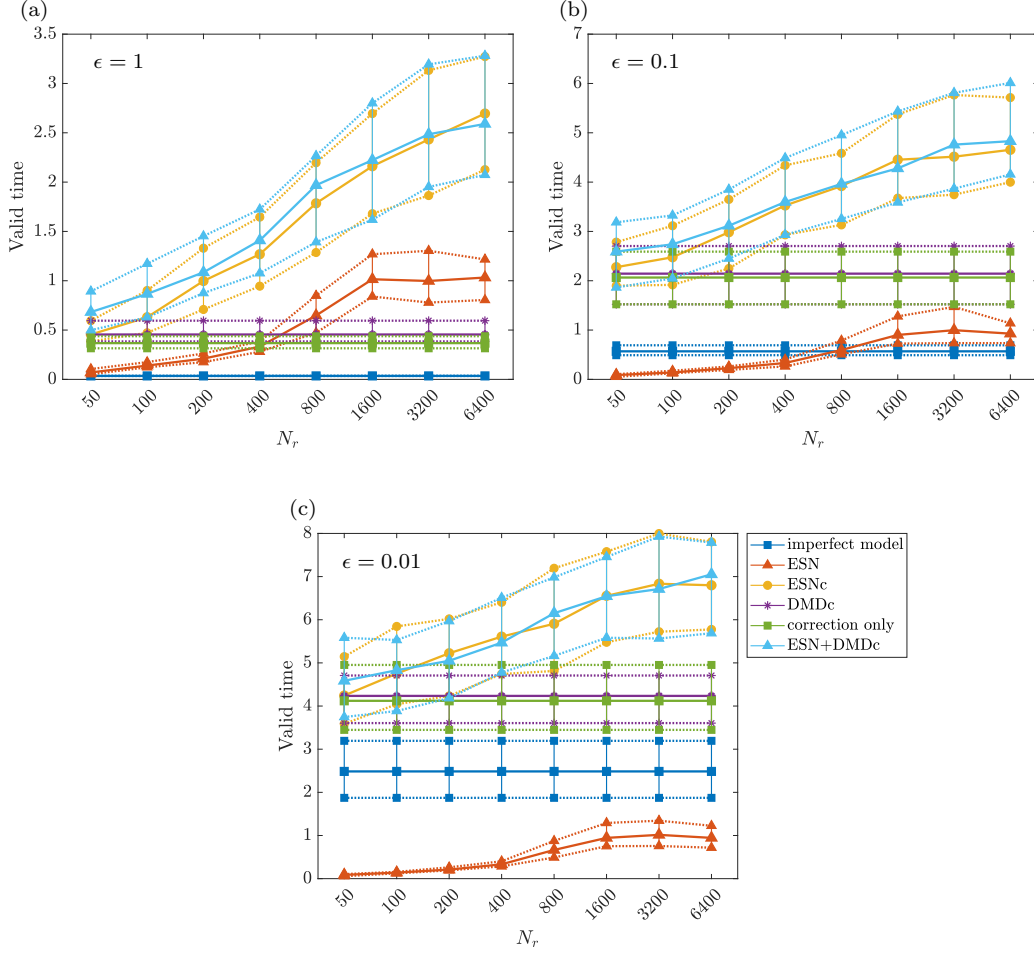 (a)
ϵ = 1
3.5
3
2.5
2
1.5
1
0.5
0
Valid time
50 100 200 400 800 1600 3200 6400
N_r
(b)
ϵ = 0.1
7
6
5
4
3
2
1
0
Valid time
50 100 200 400 800 1600 3200 6400
N_r
(c)
ϵ = 0.01
8
7
6
5
4
3
2
1
0
Valid time
50 100 200 400 800 1600 3200 6400
N_r
imperfect model
ESN
ESNc
DMDc
correction only
ESN+DMDc